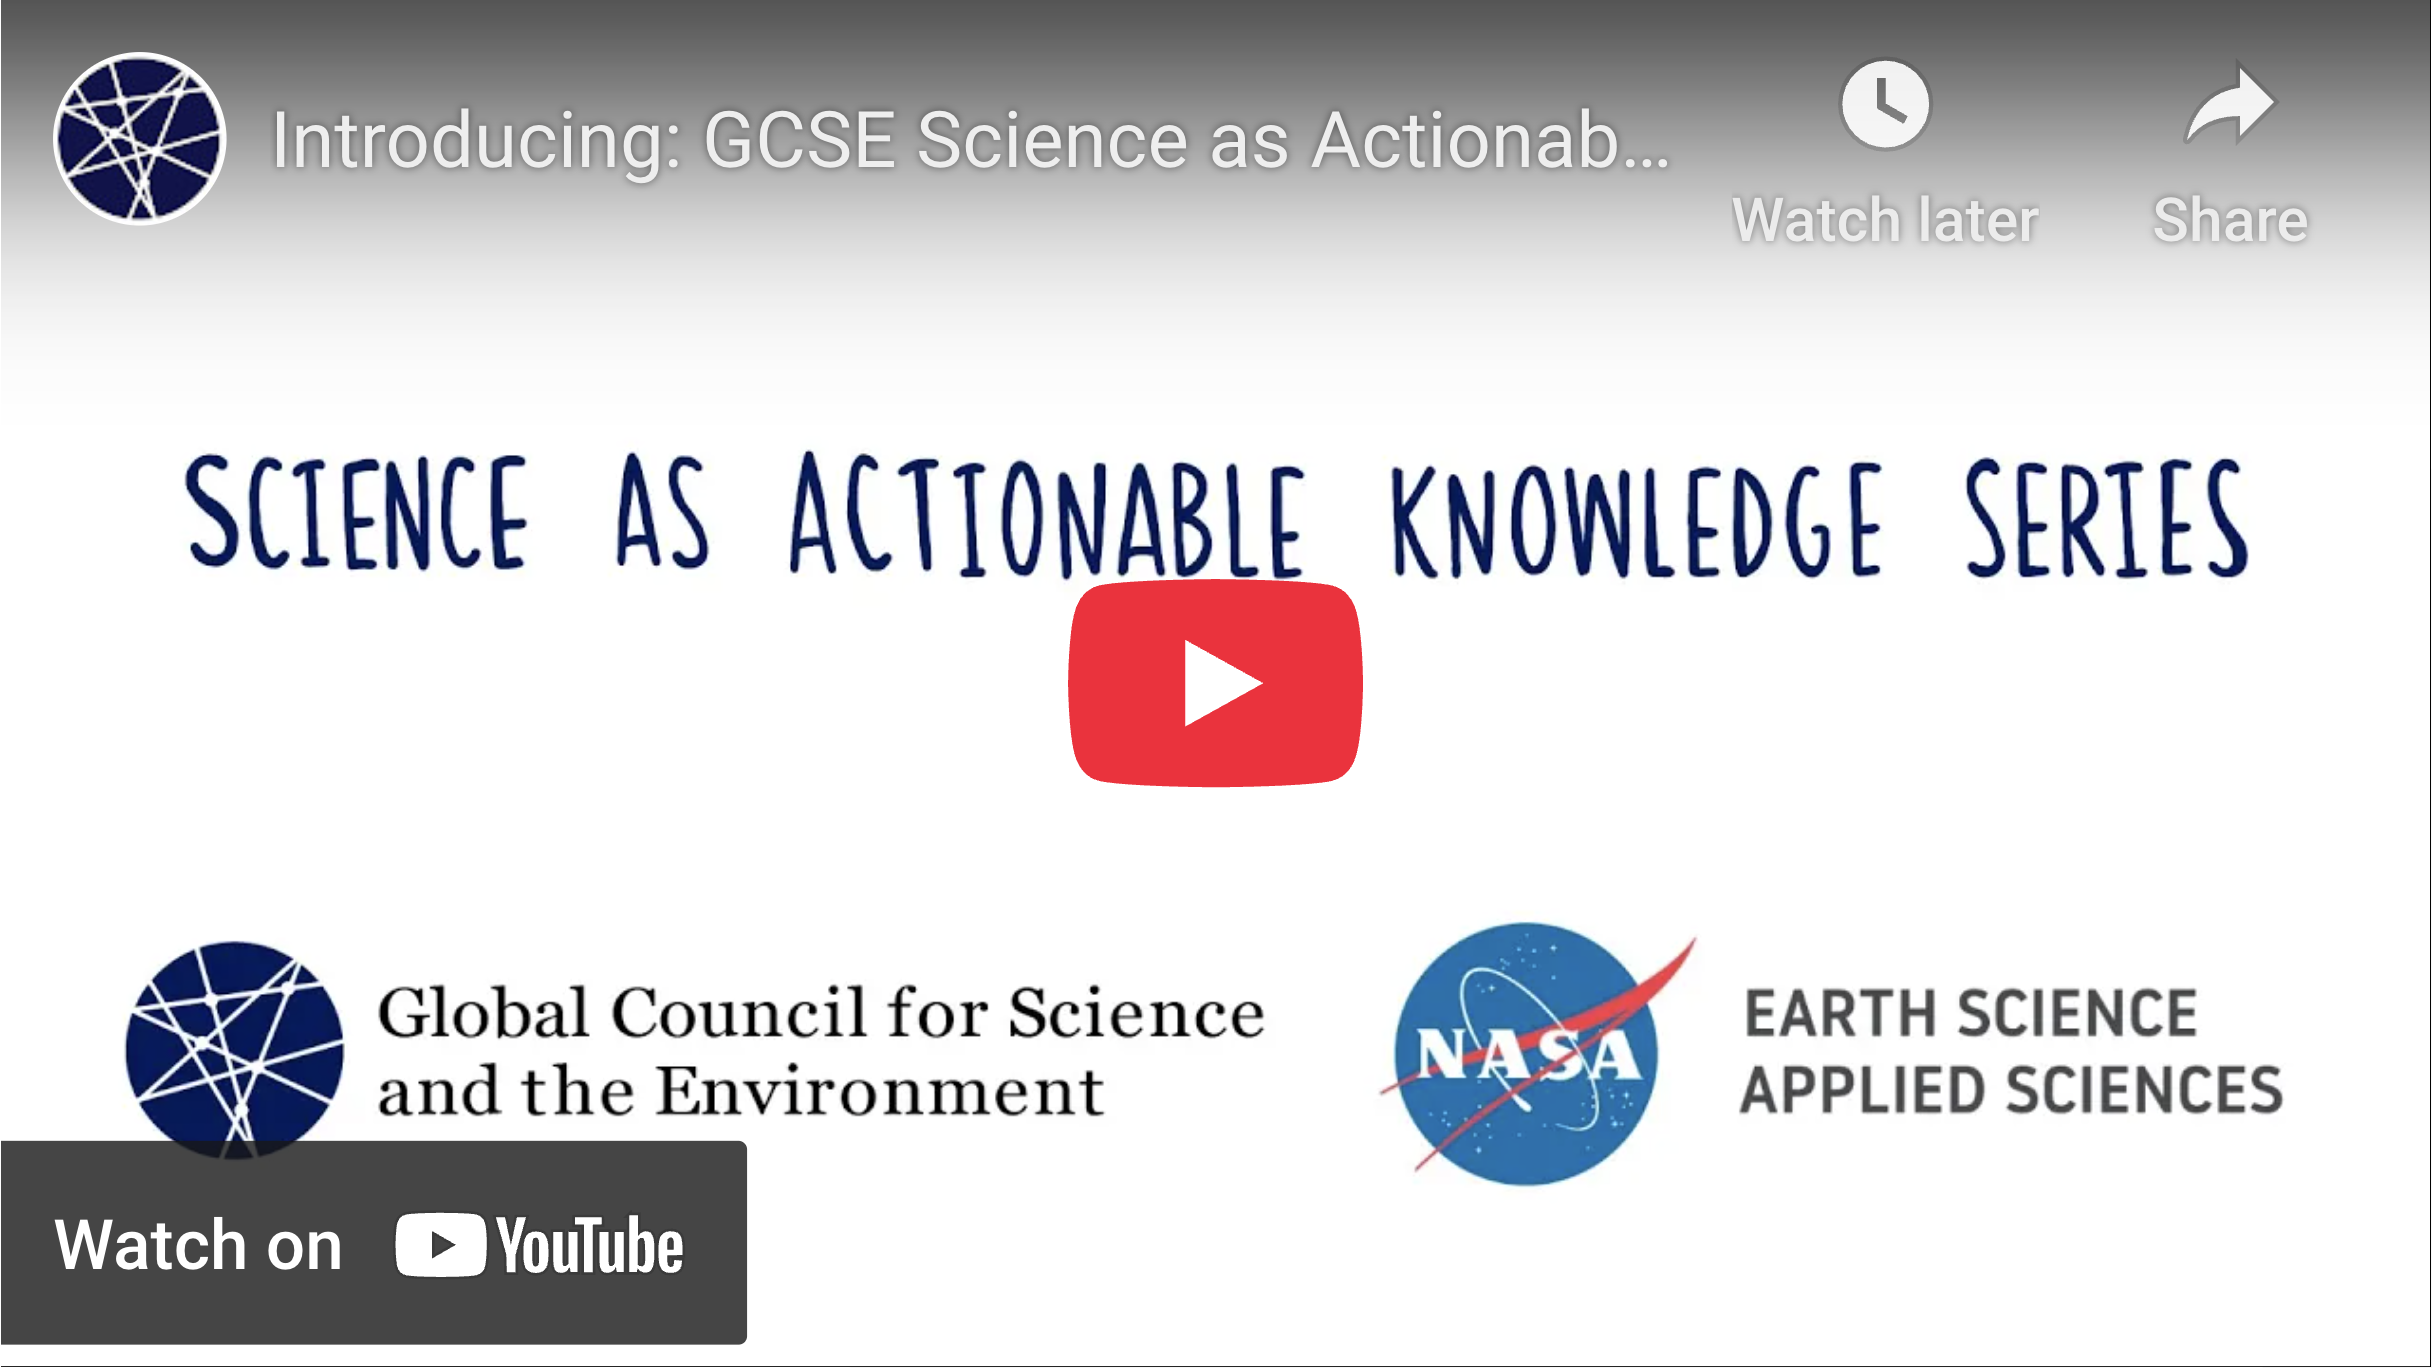 Introducing: GCSE Science as Actionab...
Watch later
Share
SCIENCE AS ACTIONABLE KNOWLEDGE SERIES
Global Council for Science
and the Environment
NASA
EARTH SCIENCE
APPLIED SCIENCES
Watch on YouTube